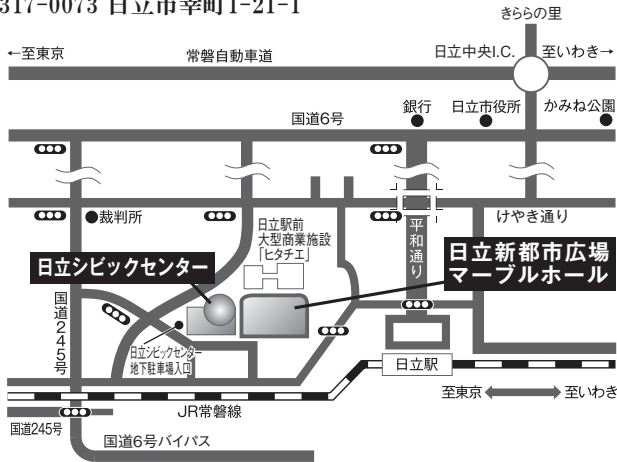 317-0073 日立市幸町1-21-1
きららの里
←至東京
常磐自動車道
日立中央I.C.
至いわき→
銀行
日立市役所
かみね公園
国道6号
裁判所
けやき通り
日立駅前
大型商業施設
「ヒタチエ」
平和通り
日立新都市広場
マーブルホール
日立シビックセンター
国道245号
日立シビックセンター
地下駐車場入口
日立駅
至東京
至いわき
JR常磐線
国道245号
国道6号バイパス